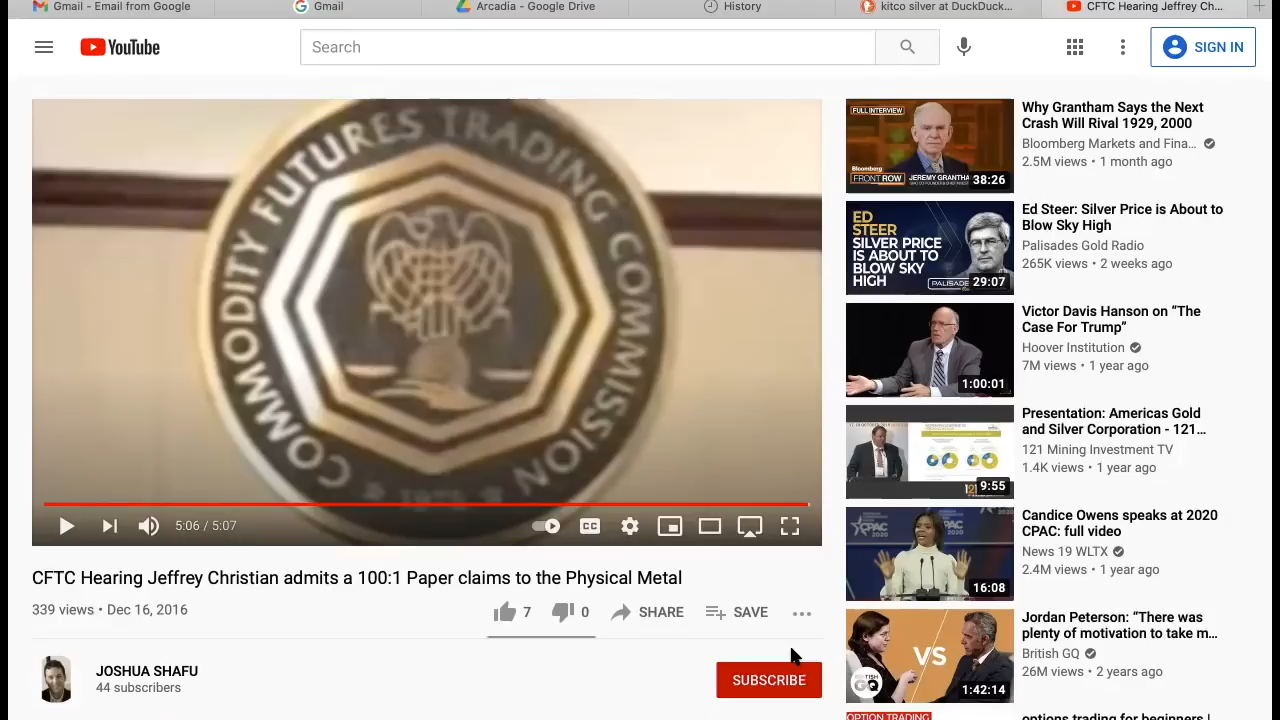 Gmail - Email from Google
Gmail
Arcadia - Google Drive
History
kitco silver at DuckDuck...
CFTC Hearing Jeffrey Ch...
YouTube
Search
SIGN IN
COMMODITY FUTURES TRADING COMMISSION
5:06 / 5:07
CC
CFTC Hearing Jeffrey Christian admits a 100:1 Paper claims to the Physical Metal
339 views • Dec 16, 2016
7
0
SHARE
SAVE
JOSHUA SHAFU
44 subscribers
SUBSCRIBE
FULL INTERVIEW
Bloomberg
FRONT ROW
JEREMY GRANTHA
38:26
Why Grantham Says the Next
Crash Will Rival 1929, 2000
Bloomberg Markets and Fina...
2.5M views • 1 month ago
ED
STEER
SILVER PRICE
IS ABOUT TO
BLOW SKY
HIGH
PALISADE
29:07
Ed Steer: Silver Price is About to
Blow Sky High
Palisades Gold Radio
265K views • 2 weeks ago
1:00:01
Victor Davis Hanson on “The
Case For Trump”
Hoover Institution
7M views • 1 year ago
9:55
Presentation: Americas Gold
and Silver Corporation - 121...
121 Mining Investment TV
1.4K views • 1 year ago
CPAC
2020
16:08
Candice Owens speaks at 2020
CPAC: full video
News 19 WLTX
2.4M views • 1 year ago
VS
BRITISH
GQ
1:42:14
Jordan Peterson: “There was
plenty of motivation to take m...
British GQ
26M views • 2 years ago
OPTION TRADING
options trading for beginners |